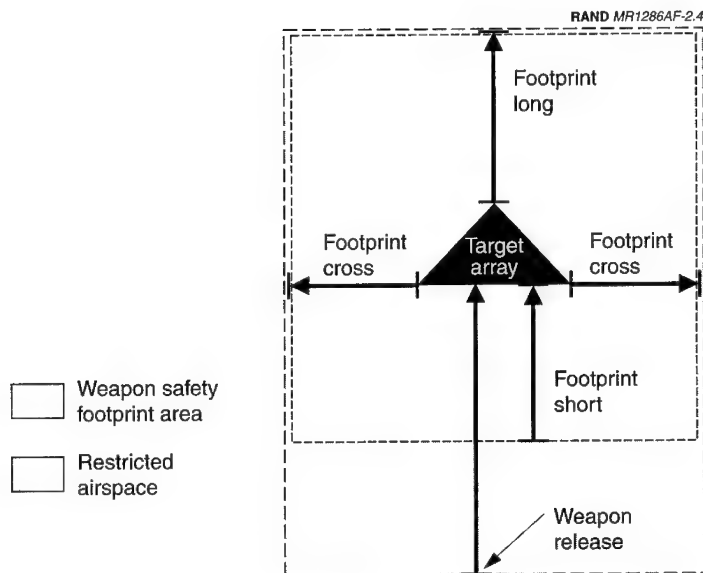 RAND MR1286AF-2.4
Footprint
long
Footprint
cross
Target
array
Footprint
cross
Footprint
short
Weapon safety
footprint area
Restricted
airspace
Weapon
release